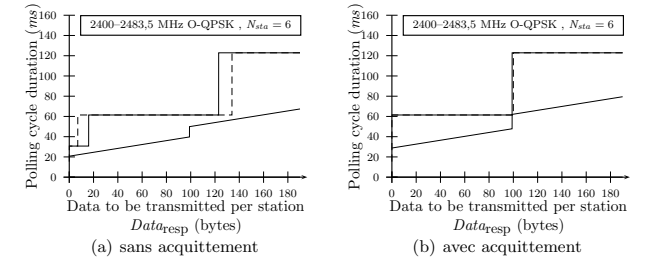 2400–2483,5 MHz O-QPSK , Nsta = 6
Polling cycle duration (ms)
160
140
120
100
80
60
40
20
0
0 20 40 60 80 100 120 140 160 180
Data to be transmitted per station
Dataresp (bytes)
(a) sans acquittement
2400–2483,5 MHz O-QPSK , Nsta = 6
Polling cycle duration (ms)
160
140
120
100
80
60
40
20
0
0 20 40 60 80 100 120 140 160 180
Data to be transmitted per station
Dataresp (bytes)
(b) avec acquittement